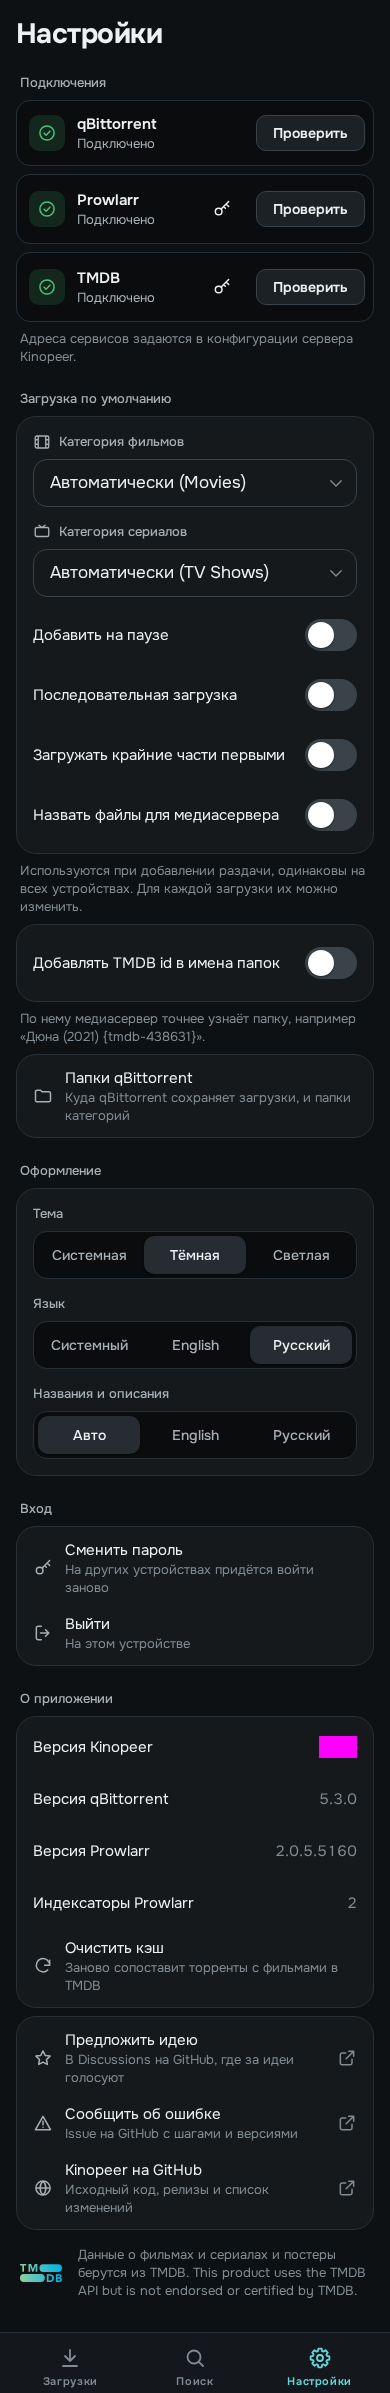 Настройки
Подключения
qBittorrent
Подключено
Проверить
Prowlarr
Подключено
Проверить
TMDB
Подключено
Проверить
Адреса сервисов задаются в конфигурации сервера
Kinopeer.
Загрузка по умолчанию
Категория фильмов
Автоматически (Movies)
Категория сериалов
Автоматически (TV Shows)
Добавить на паузе
Последовательная загрузка
Загружать крайние части первыми
Назвать файлы для медиасервера
Используются при добавлении раздачи, одинаковы на
всех устройствах. Для каждой загрузки их можно
изменить.
Добавлять TMDB id в имена папок
По нему медиасервер точнее узнаёт папку, например
«Дюна (2021) {tmdb-438631}».
Папки qBittorrent
Куда qBittorrent сохраняет загрузки, и папки
категорий
Оформление
Тема
Системная Тёмная Светлая
Язык
Системный English Русский
Названия и описания
Авто English Русский
Вход
Сменить пароль
На других устройствах придётся войти
заново
Выйти
На этом устройстве
О приложении
Версия Kinopeer
Версия qBittorrent 5.3.0
Версия Prowlarr 2.0.5.5160
Индексаторы Prowlarr 2
Очистить кэш
Заново сопоставит торренты с фильмами в
TMDB
Предложить идею
В Discussions на GitHub, где за идеи
голосуют
Сообщить об ошибке
Issue на GitHub с шагами и версиями
Kinopeer на GitHub
Исходный код, релизы и список
изменений
TM
DB
Данные о фильмах и сериалах и постеры
берутся из TMDB. This product uses the TMDB
API but is not endorsed or certified by TMDB.
Загрузки Поиск Настройки